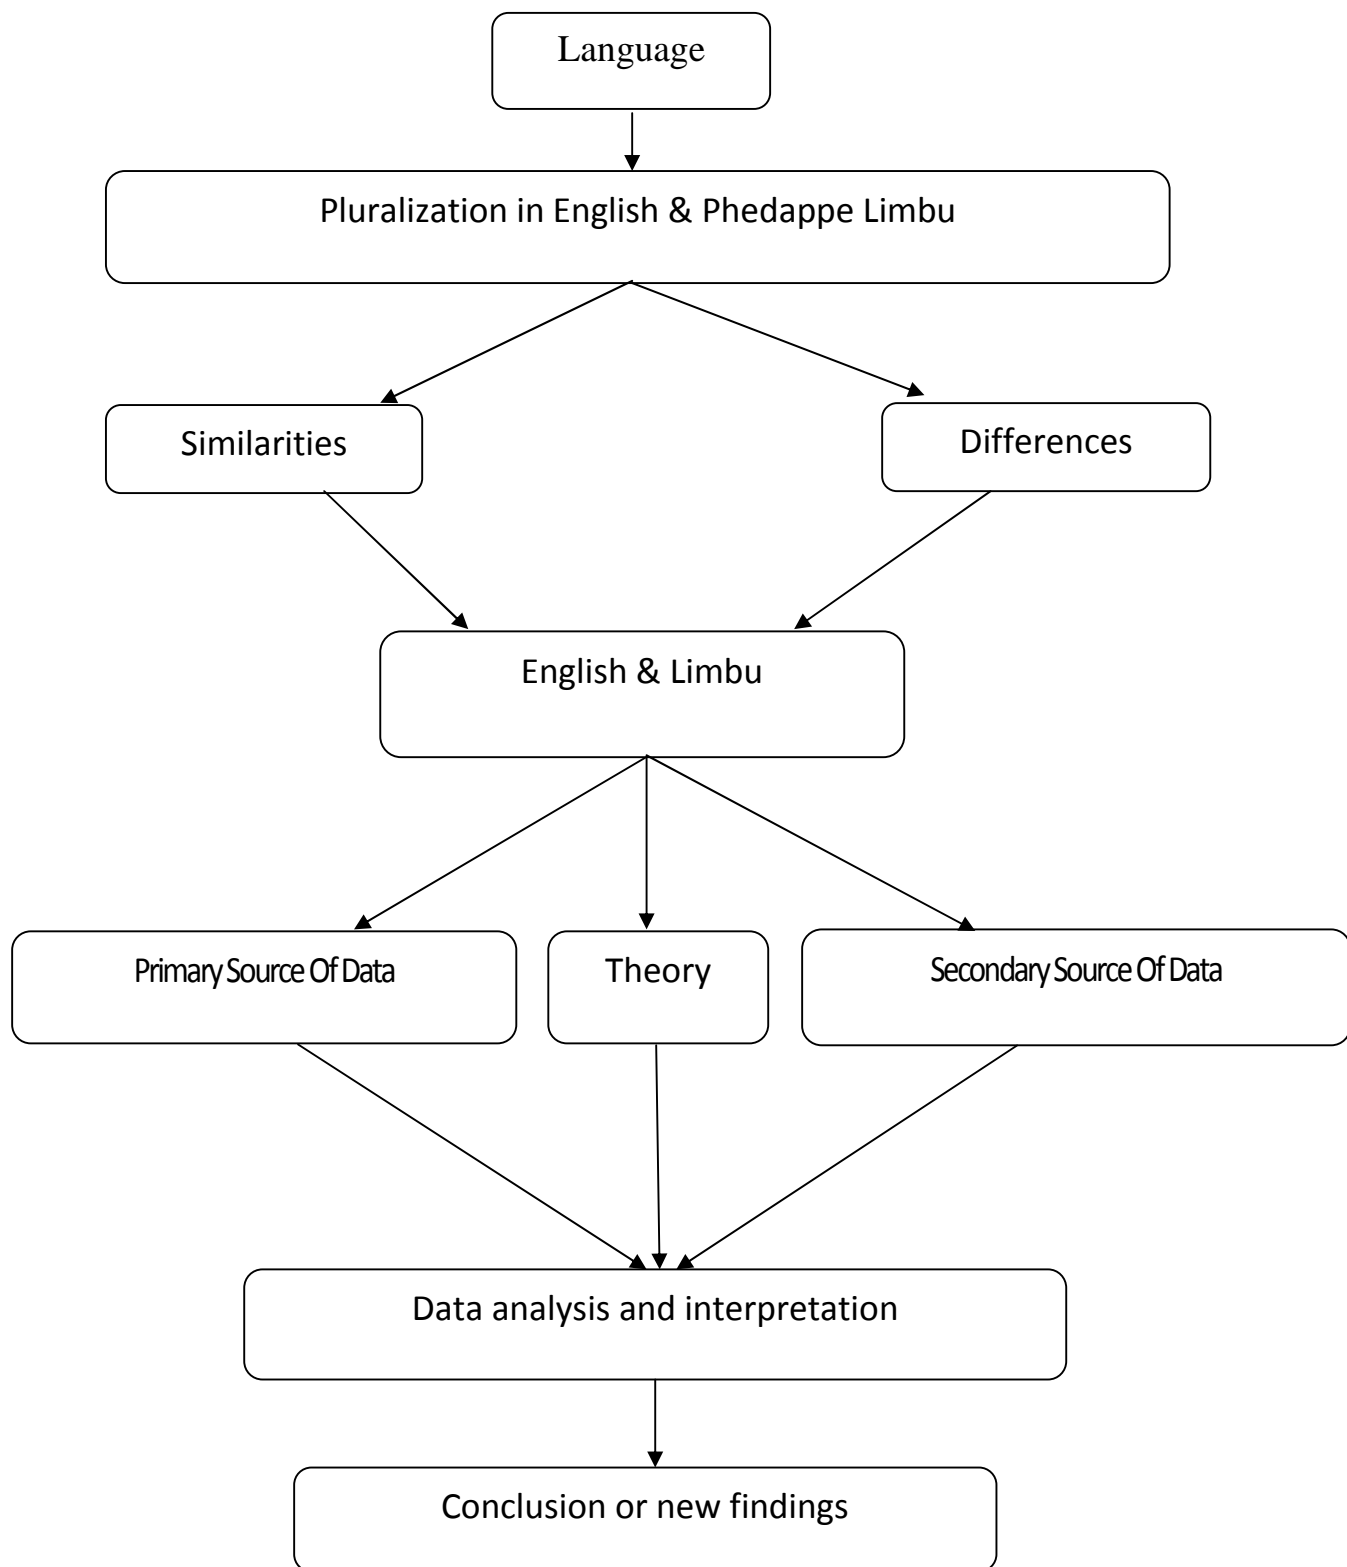 Language
Pluralization in English & Phedappe Limbu
Similarities
Differences
English & Limbu
Primary Source Of Data
Theory
Secondary Source Of Data
Data analysis and interpretation
Conclusion or new findings